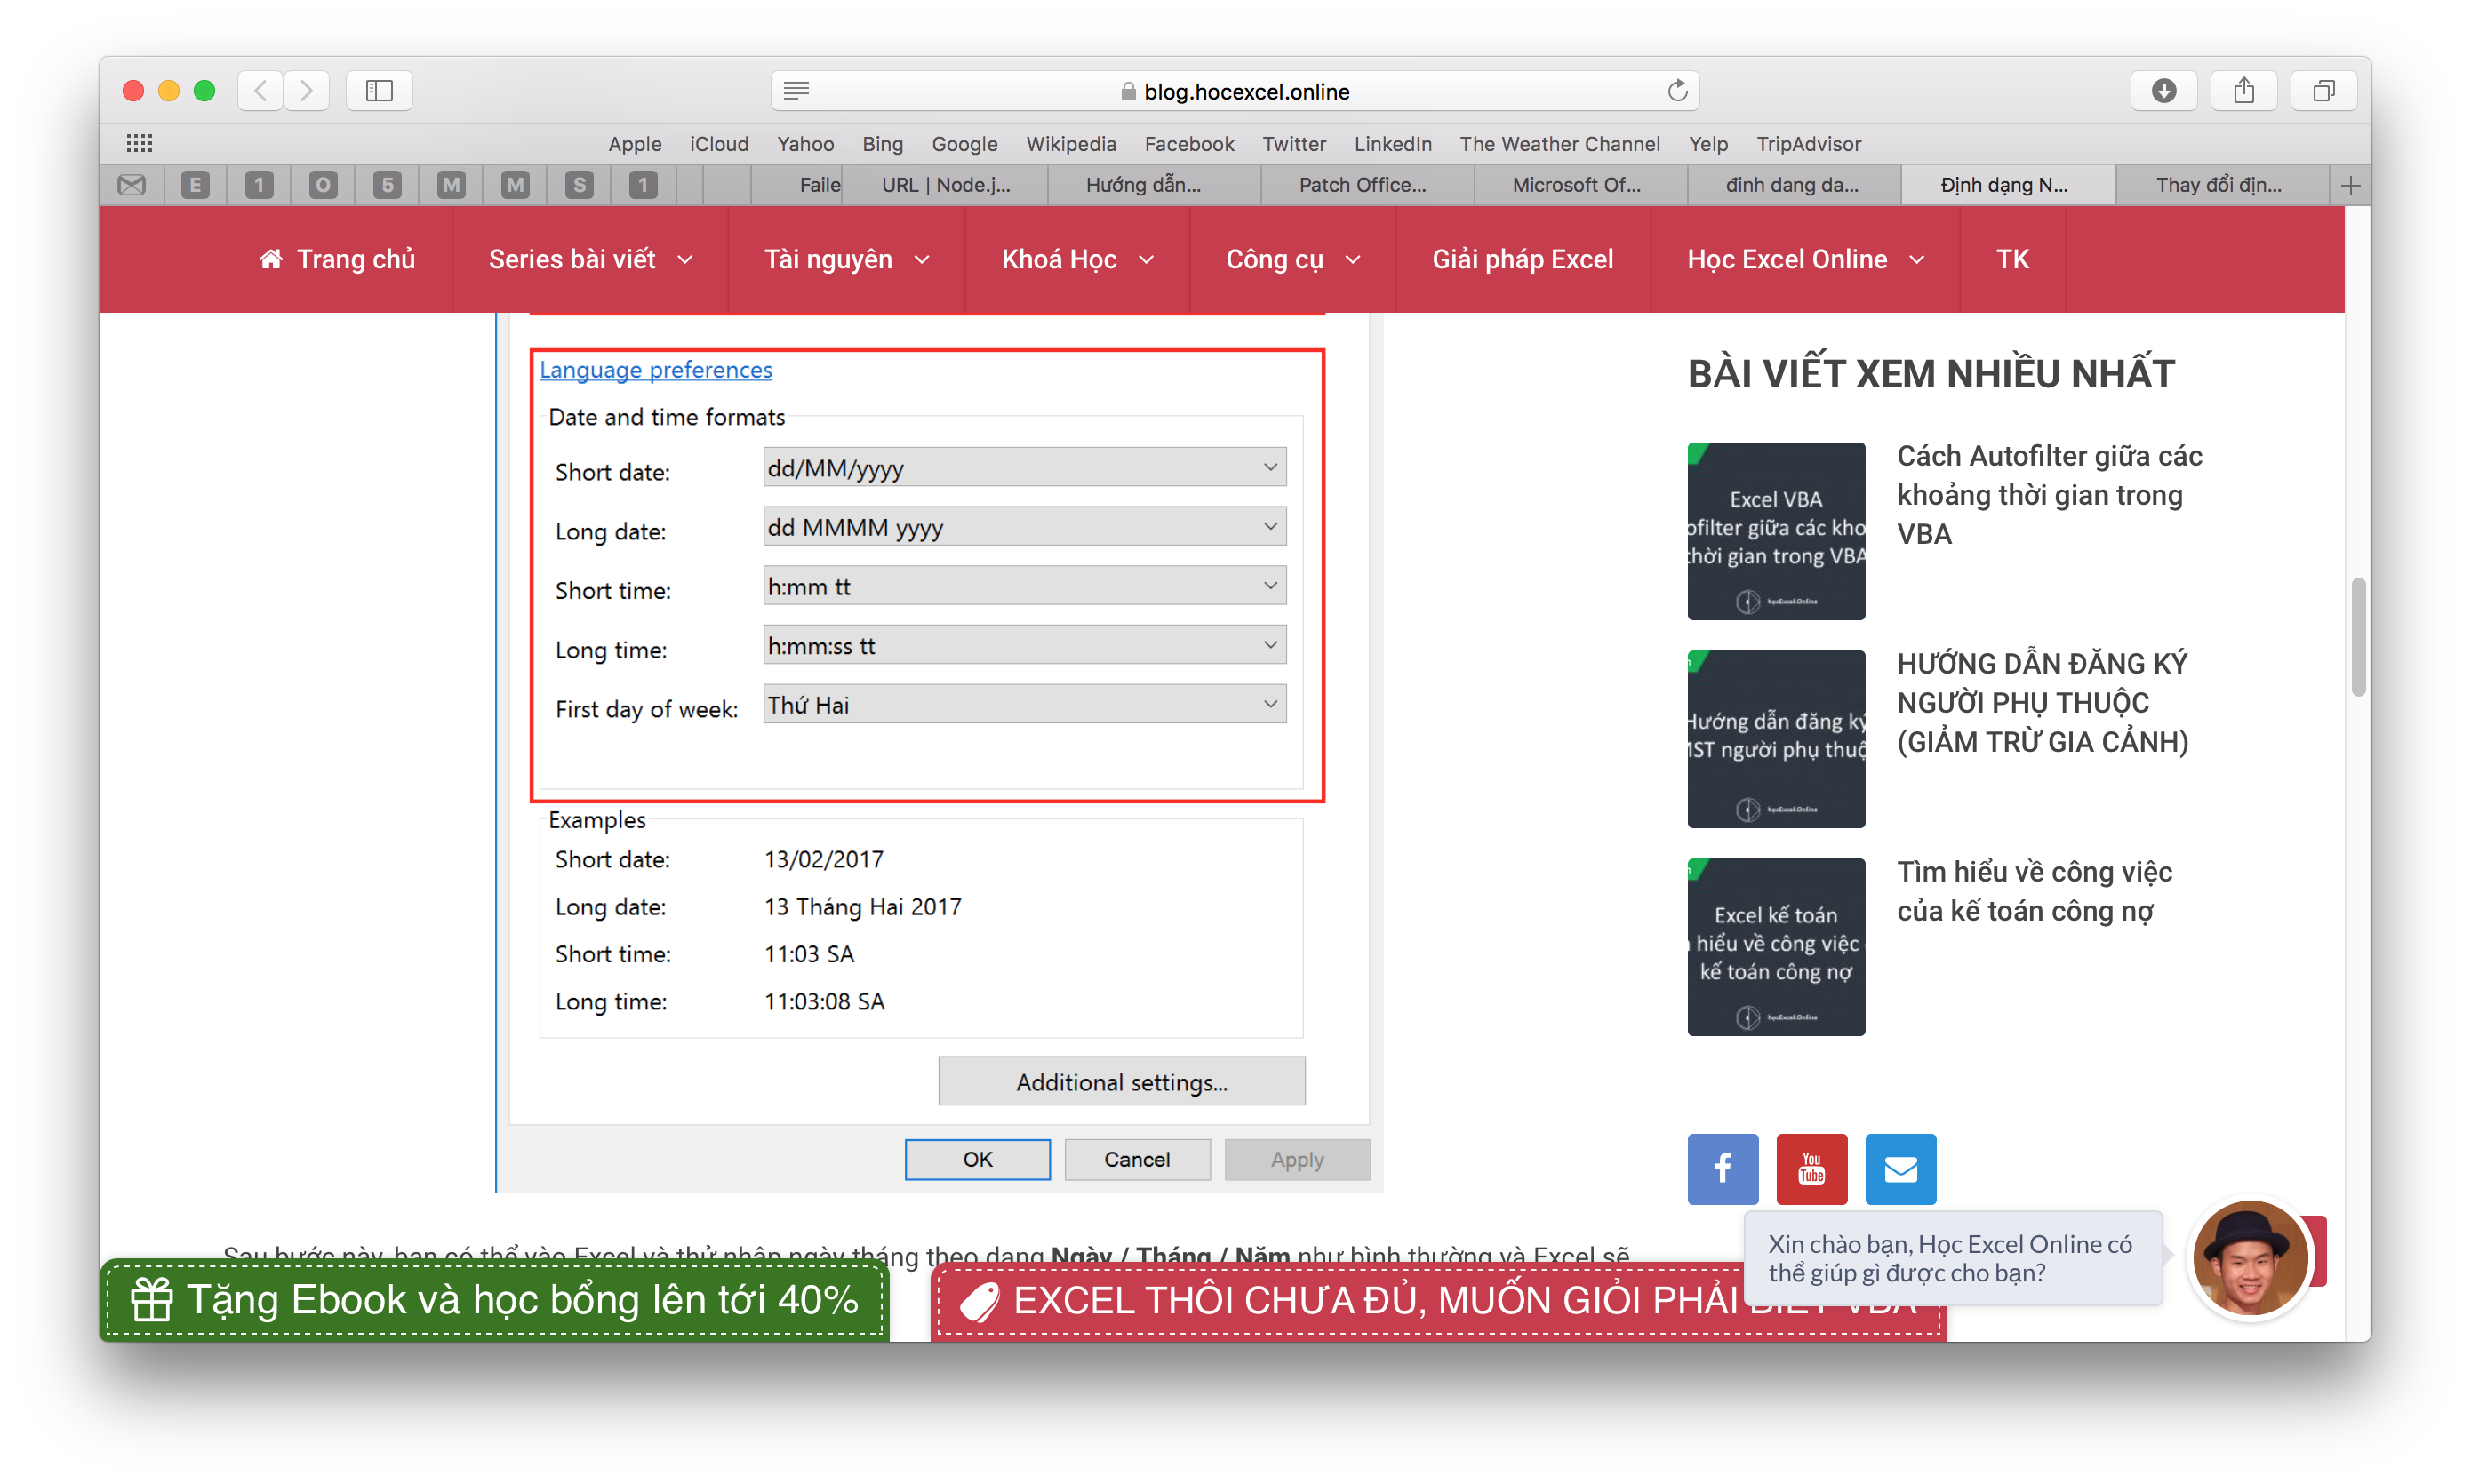 blog.hocexcel.online
Apple iCloud Yahoo Bing Google Wikipedia Facebook Twitter LinkedIn The Weather Channel Yelp TripAdvisor
E 1 O 5 M M S 1 Faile URL | Node.j... Hướng dẫn... Patch Office... Microsoft Of... đinh dang da... Định dạng N... Thay đổi địn...
Trang chủ Series bài viết Tài nguyên Khoá Học Công cụ Giải pháp Excel Học Excel Online TK
Language preferences
Date and time formats
Short date: dd/MM/yyyy
Long date: dd MMMM yyyy
Short time: h:mm tt
Long time: h:mm:ss tt
First day of week: Thứ Hai
Examples
Short date: 13/02/2017
Long date: 13 Tháng Hai 2017
Short time: 11:03 SA
Long time: 11:03:08 SA
Additional settings...
OK Cancel Apply
Sau bước này, bạn có thể vào Excel và thử nhập ngày tháng theo dạng Ngày / Tháng / Năm như bình thường và Excel sẽ
BÀI VIẾT XEM NHIỀU NHẤT
Excel VBA
ofilter giữa các kho
thời gian trong VBA
họcExcel.Online
Cách Autofilter giữa các
khoảng thời gian trong
VBA
Hướng dẫn đăng ký
MST người phụ thuộ
họcExcel.Online
HƯỚNG DẪN ĐĂNG KÝ
NGƯỜI PHỤ THUỘC
(GIẢM TRỪ GIA CẢNH)
Excel kế toán
hiểu về công việc
kế toán công nợ
họcExcel.Online
Tìm hiểu về công việc
của kế toán công nợ
You
Tube
Xin chào bạn, Học Excel Online có
thể giúp gì được cho bạn?
Tặng Ebook và học bổng lên tới 40%
EXCEL THÔI CHƯA ĐỦ, MUỐN GIỎI PHẢI BIẾT VBA